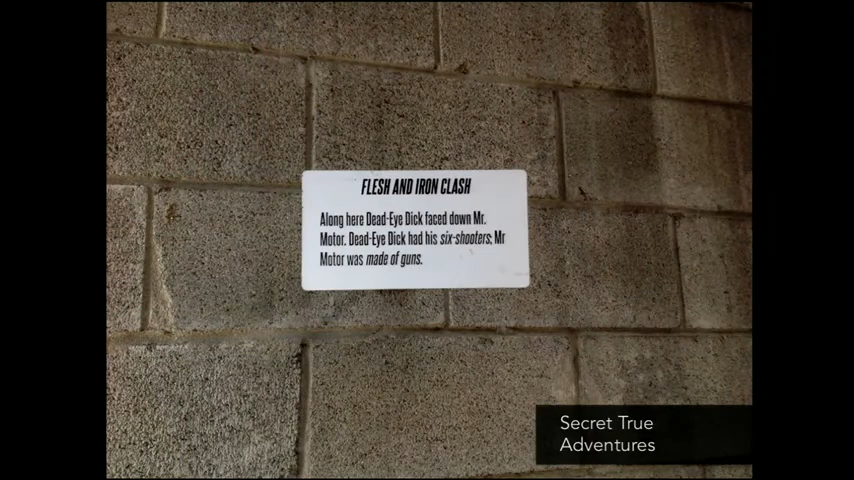 FLESH AND IRON CLASH
Along here Dead-Eye Dick faced down Mr.
Motor. Dead-Eye Dick had his six-shooters; Mr
Motor was made of guns.
Secret True
Adventures